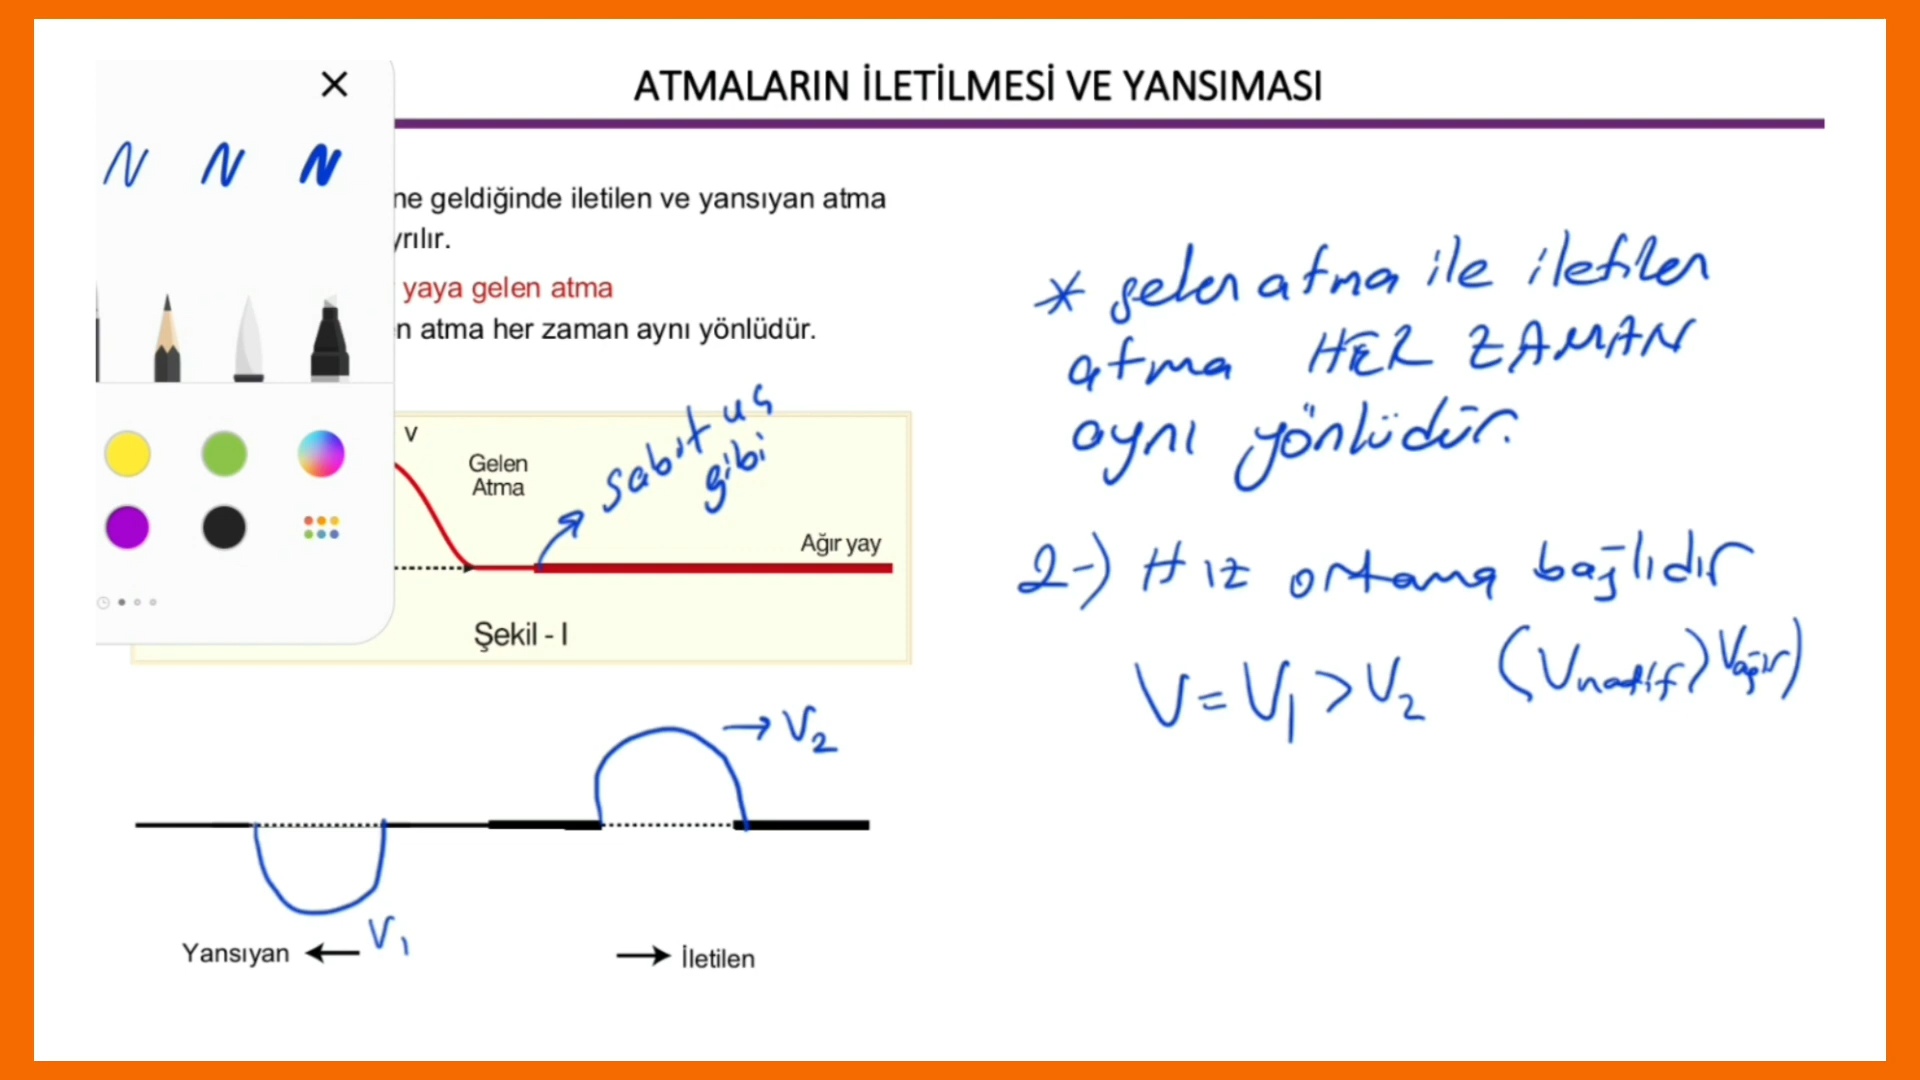 ATMALARIN İLETİLMESİ VE YANSIMASI
N N N
ne geldiğinde iletilen ve yansıyan atma
yrılır.
yaya gelen atma
n atma her zaman aynı yönlüdür.
v
Gelen
Atma
sabit uç
gibi
Ağır yay
Şekil - I
V2
V1
Yansıyan
İletilen
* gelen atma ile iletilen
atma HER ZAMAN
aynı yönlüdür.
2-) Hız ortama bağlıdır
V=V1>V2 (Vhafif>Vağır)